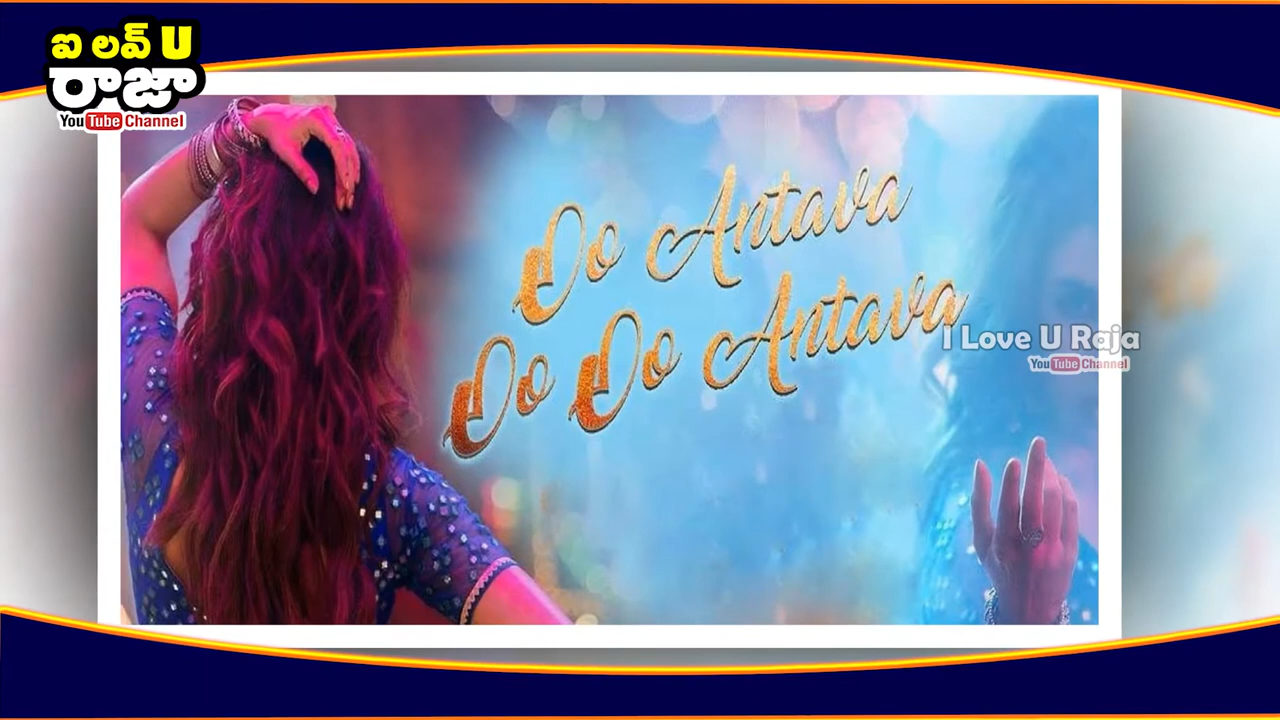 ఐ లవ్ U
రాజా
YouTube Channel
Oo Antava
Oo Oo Antava
I Love U Raja
YouTube Channel